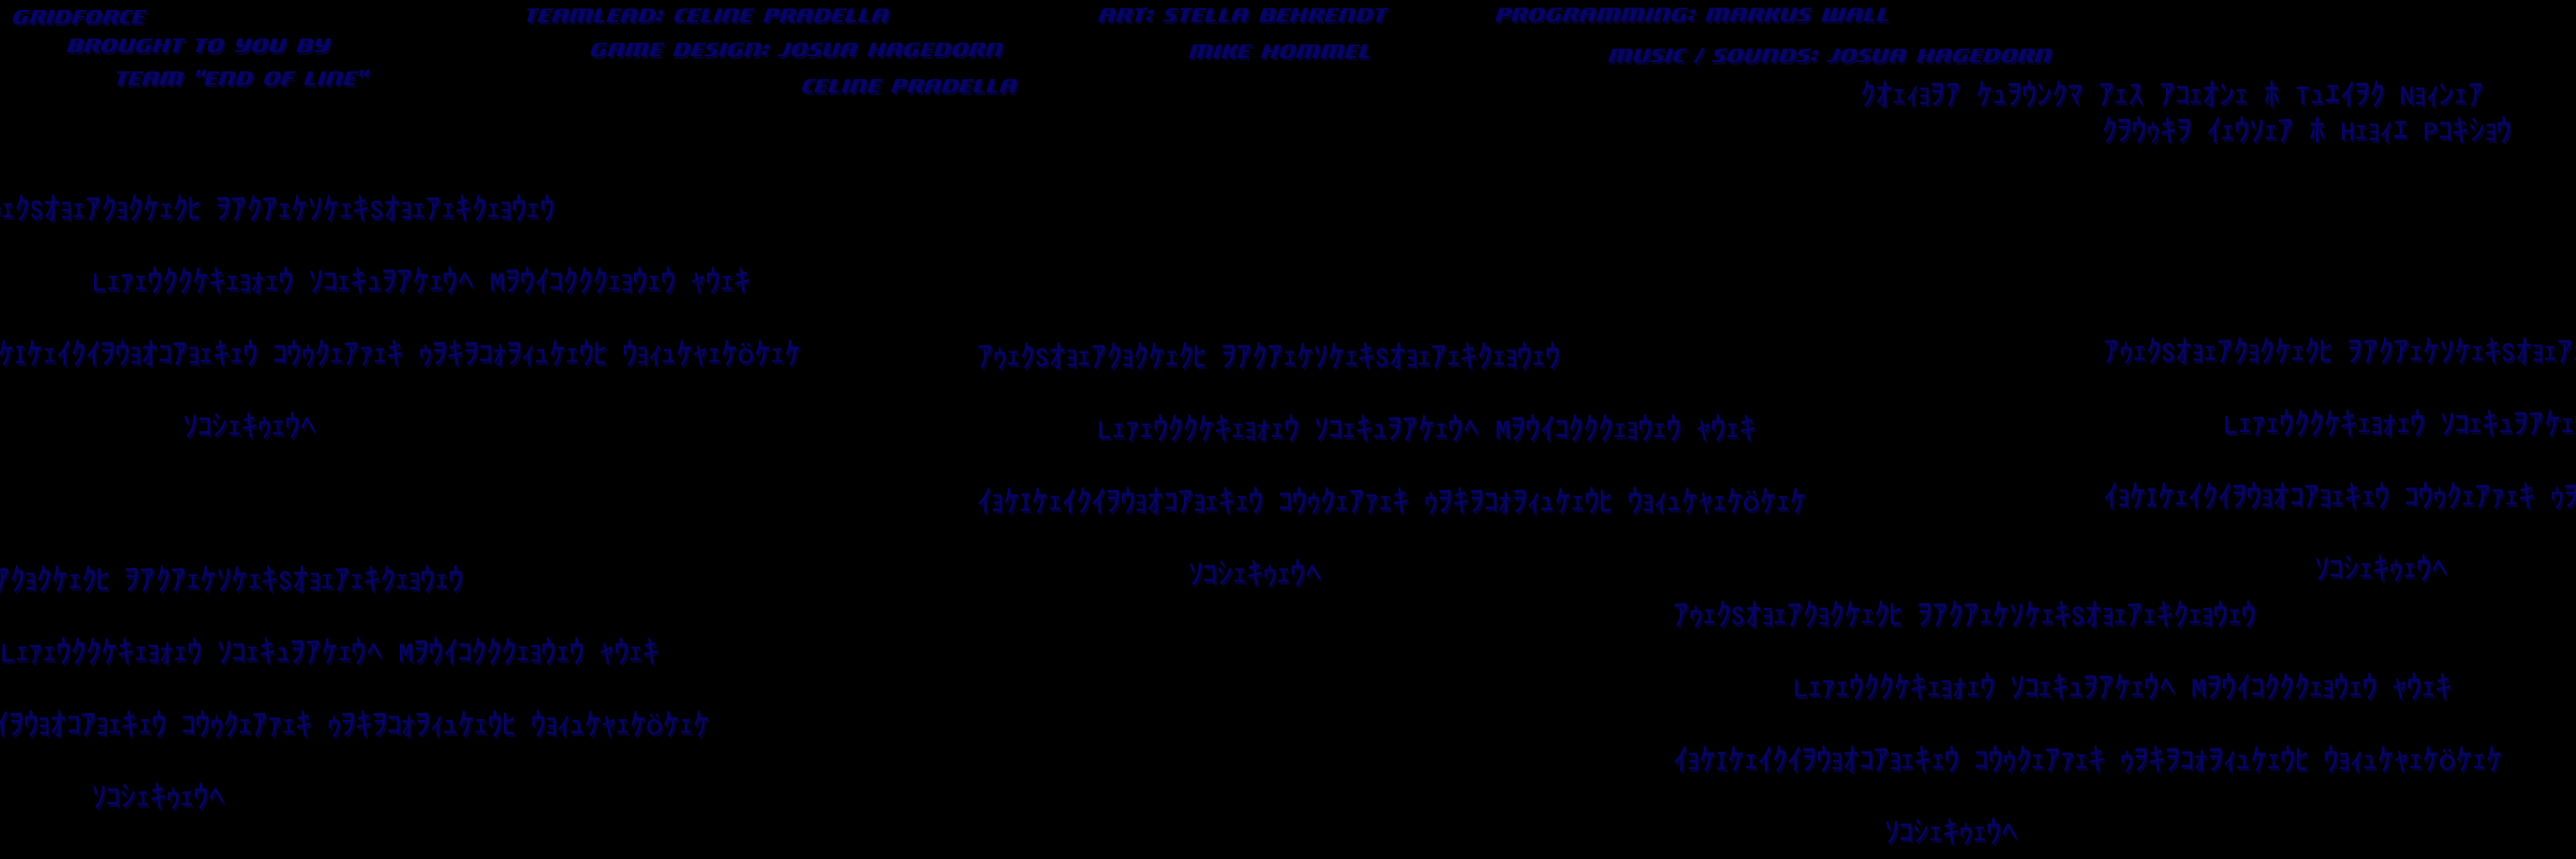 GRIDFORCE
BROUGHT TO YOU BY
TEAM "END OF LINE"
TEAMLEAD: CELINE PRADELLA
GAME DESIGN: JOSUA HAGEDORN
CELINE PRADELLA
ART: STELLA BEHRENDT
MIKE HOMMEL
PROGRAMMING: MARKUS WALL
MUSIC / SOUNDS: JOSUA HAGEDORN
クオェィョヲア ケュヲウンクマ アェス アコェオンェ ホ Tュエイヲク Nョィンェア
クヲウゥキヲ イェウソェア ホ Hェョィエ Pコキショウ
ェクSオョェアクョクケェクヒ ヲアクアェケソケェキSオョェアェキクェョウェウ
Lェァェウククケキェョォェウ ソコェキュヲアケェウヘ Mヲウイコクククェョウェウ ャウェキ
ケエケェイクイヲウョオコアョェキェウ コウゥクェアァェキ ゥヲキヲコォヲィュケェウヒ ウョィュケャェケöケェケ
ソコシェキゥェウヘ
アゥェクSオョェアクョクケェクヒ ヲアクアェケソケェキSオョェアェキクェョウェウ
Lェァェウククケキェョォェウ ソコェキュヲアケェウヘ Mヲウイコクククェョウェウ ャウェキ
イョケエケェイクイヲウョオコアョェキェウ コウゥクェアァェキ ゥヲキヲコォヲィュケェウヒ ウョィュケャェケöケェケ
ソコシェキゥェウヘ
アゥェクSオョェアクョクケェクヒ ヲアクアェケソケェキSオョェア
Lェァェウククケキェョォェウ ソコェキュヲアケェ
イョケエケェイクイヲウョオコアョェキェウ コウゥクェアァェキ ゥヲ
ソコシェキゥェウヘ
アクョクケェクヒ ヲアクアェケソケェキSオョェアェキクェョウェウ
Lェァェウククケキェョォェウ ソコェキュヲアケェウヘ Mヲウイコクククェョウェウ ャウェキ
イヲウョオコアョェキェウ コウゥクェアァェキ ゥヲキヲコォヲィュケェウヒ ウョィュケャェケöケェケ
ソコシェキゥェウヘ
アゥェクSオョェアクョクケェクヒ ヲアクアェケソケェキSオョェアェキクェョウェウ
Lェァェウククケキェョォェウ ソコェキュヲアケェウヘ Mヲウイコクククェョウェウ ャウェキ
イョケエケェイクイヲウョオコアョェキェウ コウゥクェアァェキ ゥヲキヲコォヲィュケェウヒ ウョィュケャェケöケェケ
ソコシェキゥェウヘ